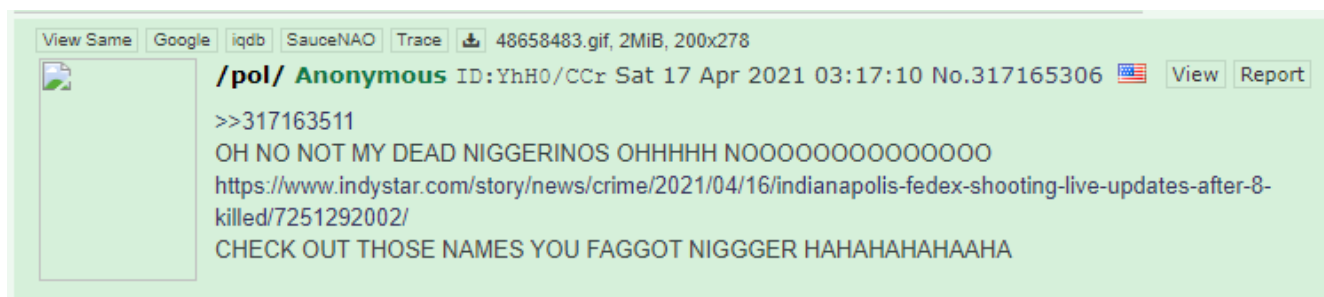 View Same Google iqdb SauceNAO Trace 48658483.gif, 2MiB, 200x278
/pol/ Anonymous ID:YhH0/CCr Sat 17 Apr 2021 03:17:10 No.317165306 View Report
>>317163511
OH NO NOT MY DEAD NIGGERINOS OHHHHH NOOOOOOOOOOOOOOO
https://www.indystar.com/story/news/crime/2021/04/16/indianapolis-fedex-shooting-live-updates-after-8-
killed/7251292002/
CHECK OUT THOSE NAMES YOU FAGGOT NIGGGER HAHAHAHAHAAHA